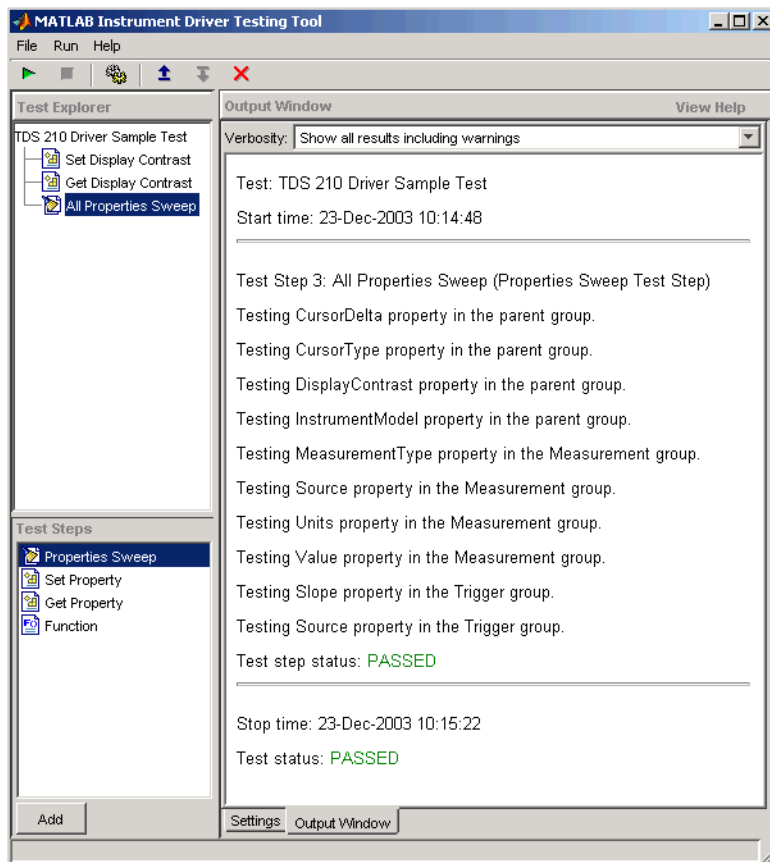 MATLAB Instrument Driver Testing Tool
File Run Help
Test Explorer
TDS 210 Driver Sample Test
Set Display Contrast
Get Display Contrast
All Properties Sweep
Test Steps
Properties Sweep
Set Property
Get Property
Function
Add
Output Window View Help
Verbosity: Show all results including warnings
Test: TDS 210 Driver Sample Test
Start time: 23-Dec-2003 10:14:48
Test Step 3: All Properties Sweep (Properties Sweep Test Step)
Testing CursorDelta property in the parent group.
Testing CursorType property in the parent group.
Testing DisplayContrast property in the parent group.
Testing InstrumentModel property in the parent group.
Testing MeasurementType property in the Measurement group.
Testing Source property in the Measurement group.
Testing Units property in the Measurement group.
Testing Value property in the Measurement group.
Testing Slope property in the Trigger group.
Testing Source property in the Trigger group.
Test step status: PASSED
Stop time: 23-Dec-2003 10:15:22
Test status: PASSED
Settings Output Window